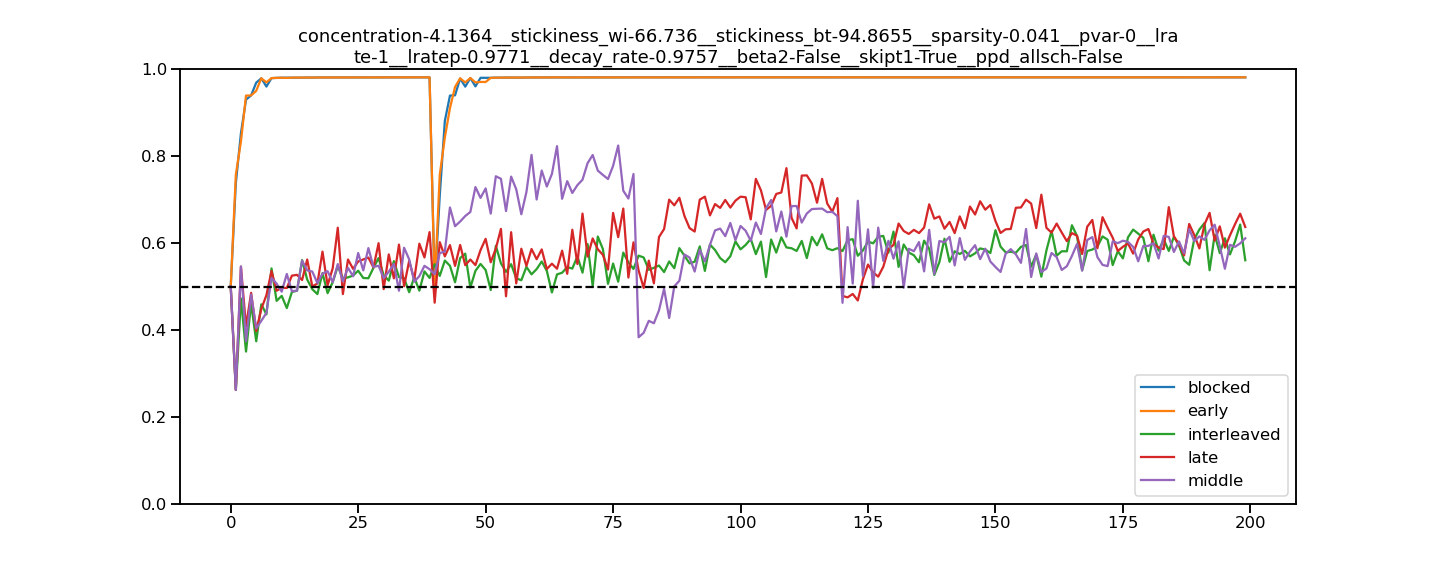 concentration-4.1364__stickiness_wi-66.736__stickiness_bt-94.8655__sparsity-0.041__pvar-0__lra
te-1__lratep-0.9771__decay_rate-0.9757__beta2-False__skipt1-True__ppd_allsch-False
1.0
0.8
0.6
0.4
0.2
0.0
blocked
early
interleaved
late
middle
0 25 50 75 100 125 150 175 200